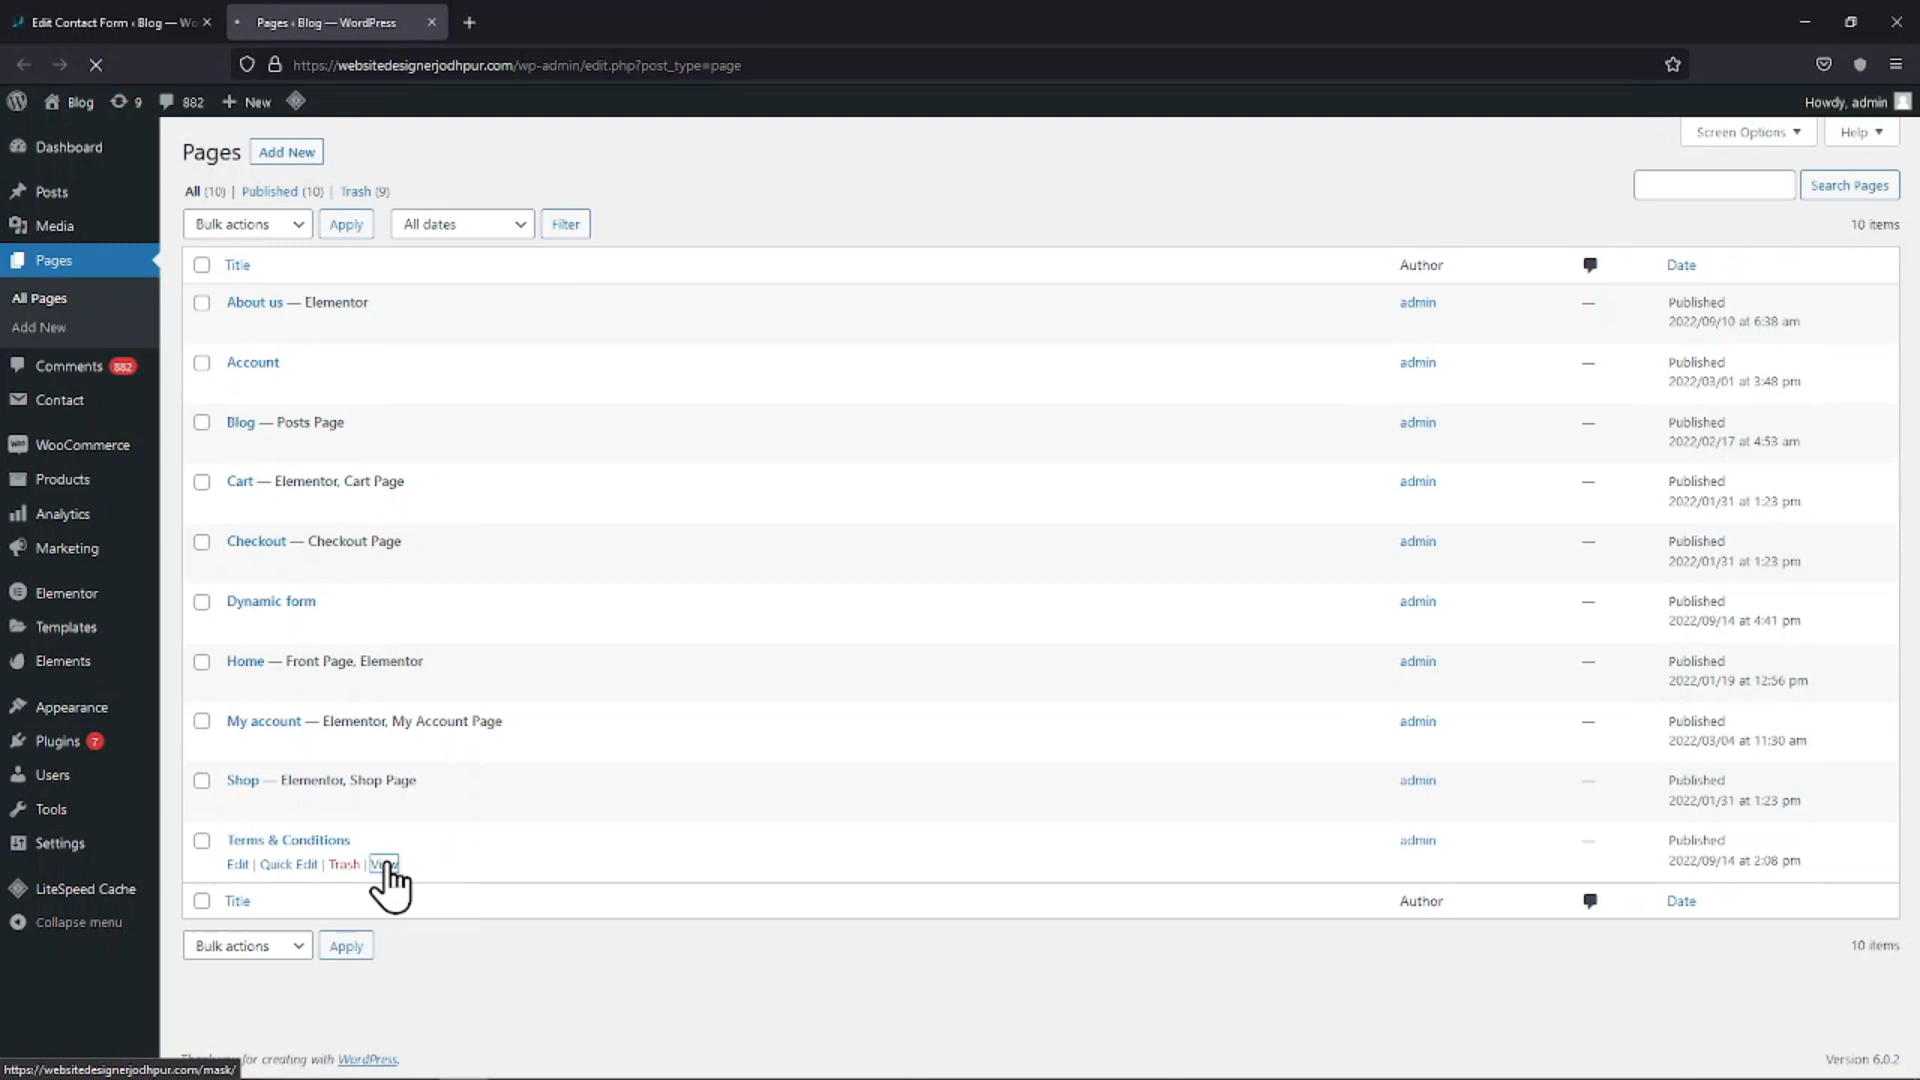 Edit Contact Form ‹ Blog — Wo
Pages ‹ Blog — WordPress
https://websitedesignerjodhpur.com/wp-admin/edit.php?post_type=page
Blog
9
882
New
Howdy, admin
Dashboard
Posts
Media
Pages
All Pages
Add New
Comments 882
Contact
WooCommerce
Products
Analytics
Marketing
Elementor
Templates
Elements
Appearance
Plugins 7
Users
Tools
Settings
LiteSpeed Cache
Collapse menu
Screen Options
Help
Pages
Add New
All (10) | Published (10) | Trash (9)
Search Pages
Bulk actions
Apply
All dates
Filter
10 items
Title
Author
Date
About us — Elementor
admin
—
Published
2022/09/10 at 6:38 am
Account
admin
—
Published
2022/03/01 at 3:48 pm
Blog — Posts Page
admin
—
Published
2022/02/17 at 4:53 am
Cart — Elementor, Cart Page
admin
—
Published
2022/01/31 at 1:23 pm
Checkout — Checkout Page
admin
—
Published
2022/01/31 at 1:23 pm
Dynamic form
admin
—
Published
2022/09/14 at 4:41 pm
Home — Front Page, Elementor
admin
—
Published
2022/01/19 at 12:56 pm
My account — Elementor, My Account Page
admin
—
Published
2022/03/04 at 11:30 am
Shop — Elementor, Shop Page
admin
—
Published
2022/01/31 at 1:23 pm
Terms & Conditions
admin
—
Published
2022/09/14 at 2:08 pm
Edit | Quick Edit | Trash | View
Title
Author
Date
Bulk actions
Apply
10 items
for creating with WordPress.
Version 6.0.2
https://websitedesignerjodhpur.com/mask/